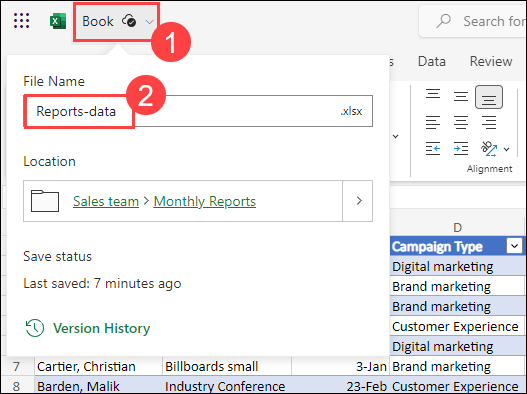 Book
Search for
1
File Name
s Data Review
2
Reports-data .xlsx
Location
Alignment
Sales team > Monthly Reports
D
Save status
Campaign Type
Last saved: 7 minutes ago
Digital marketing
Brand marketing
Brand marketing
Version History
Customer Experience
Digital marketing
7 Cartier, Christian Billboards small 3-Jan Brand marketing
8 Barden, Malik Industry Conference 23-Feb Customer Experience